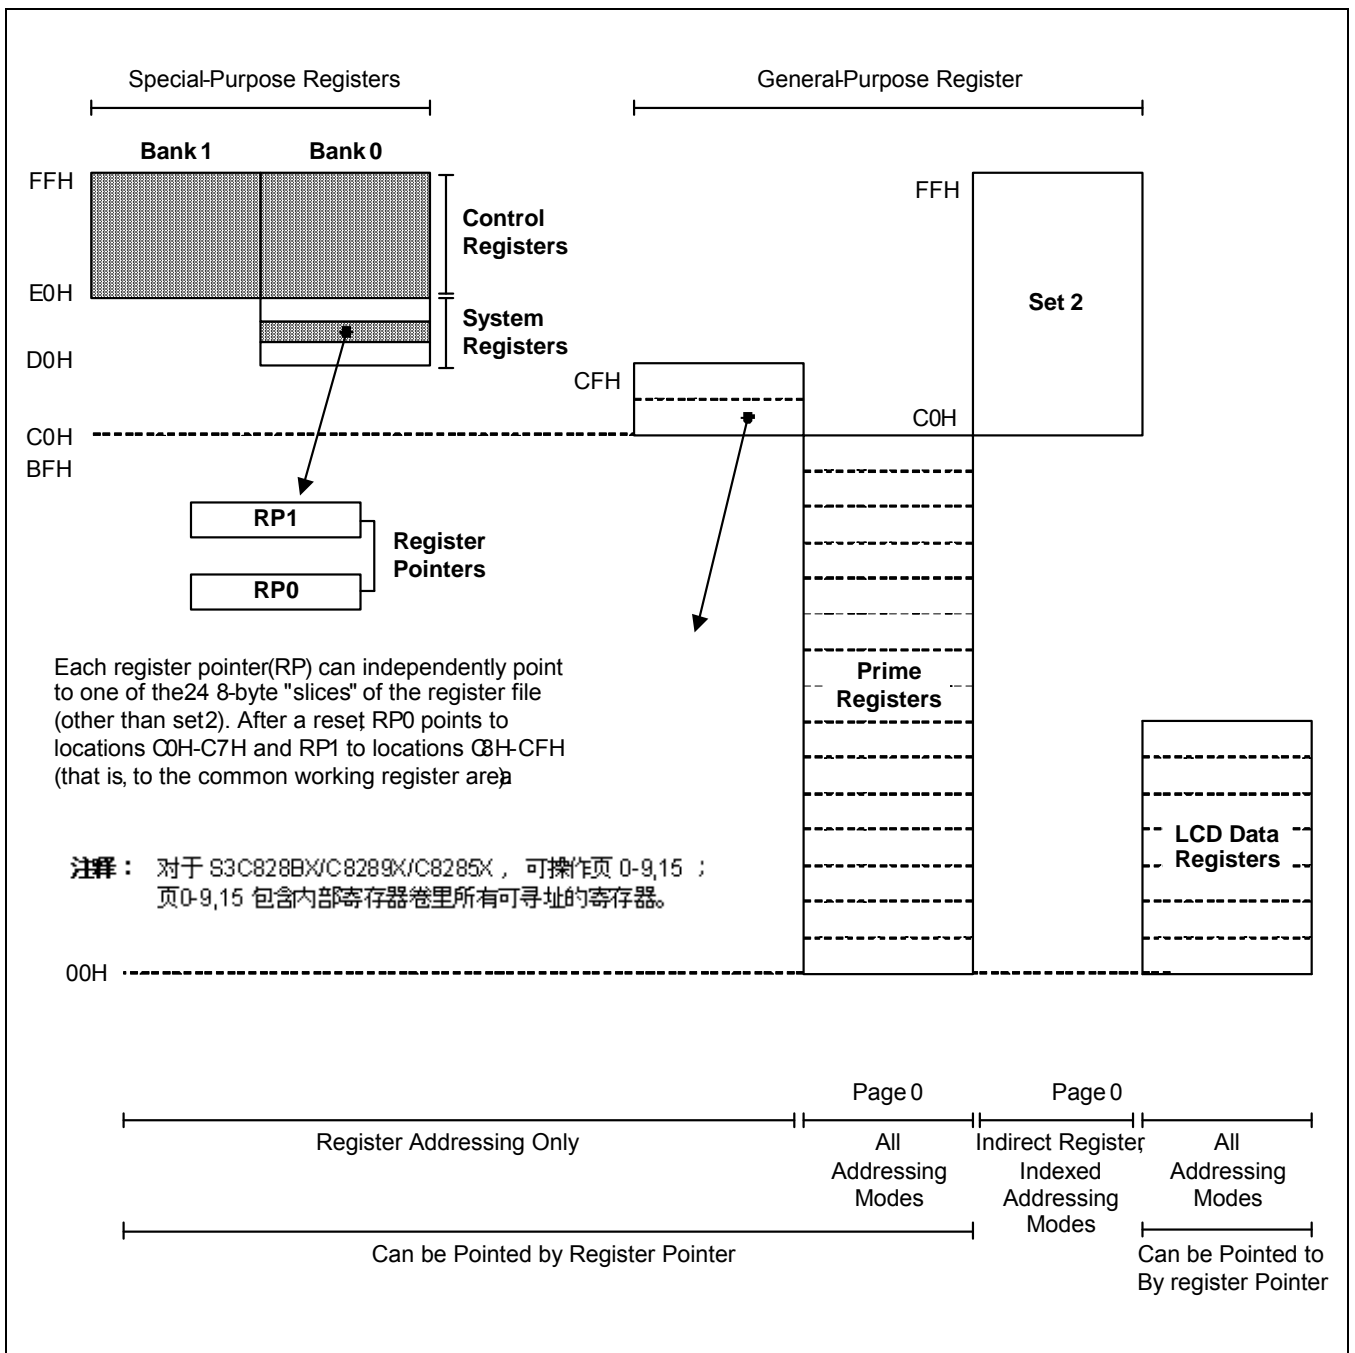 Special-Purpose Registers
General-Purpose Register
Bank 1
Bank 0
FFH
E0H
D0H
C0H
BFH
Control
Registers
System
Registers
FFH
Set 2
CFH
C0H
RP1
RP0
Register
Pointers
Each register pointer(RP) can independently point
to one of the24 8-byte "slices" of the register file
(other than set2). After a reset, RP0 points to
locations C0H-C7H and RP1 to locations C8H-CFH
(that is, to the common working register area)
Prime
Registers
LCD Data
Registers
注释： 对于 S3C828BX/C8289X/C8285X，可操作页 0-9,15；
页0-9,15 包含内部寄存器卷里所有可寻址的寄存器。
00H
Page 0
Page 0
Register Addressing Only
All
Addressing
Modes
Indirect Register,
Indexed
Addressing
Modes
All
Addressing
Modes
Can be Pointed by Register Pointer
Can be Pointed to
By register Pointer